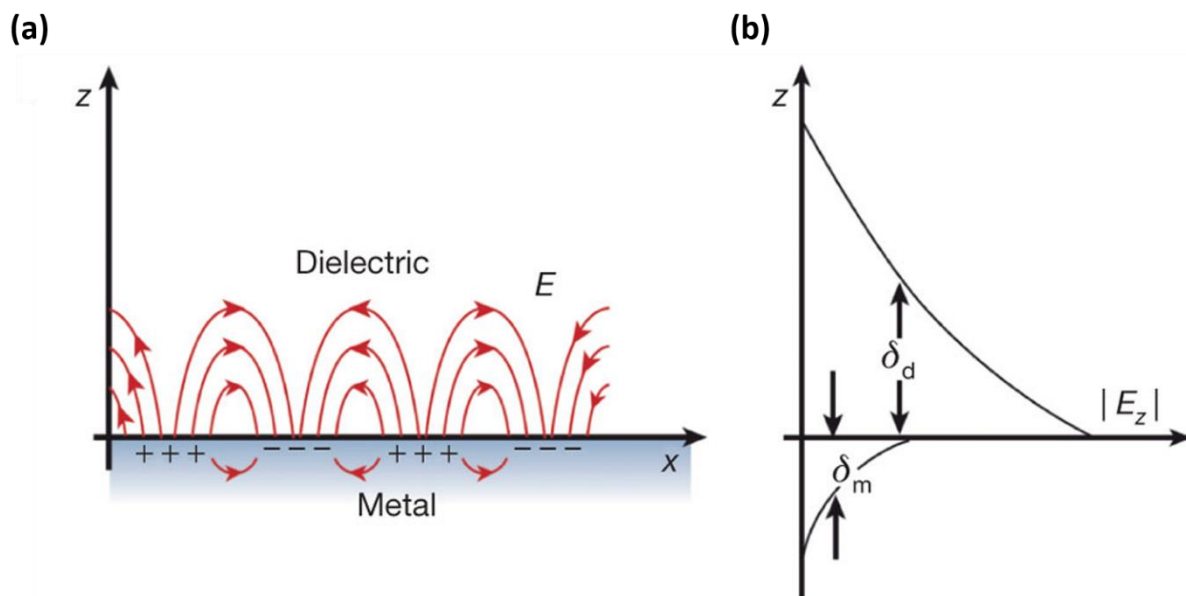 (a)
(b)
z
Dielectric
E
+ + + − − − + + + − − −
x
Metal
z
δd
|Ez|
δm